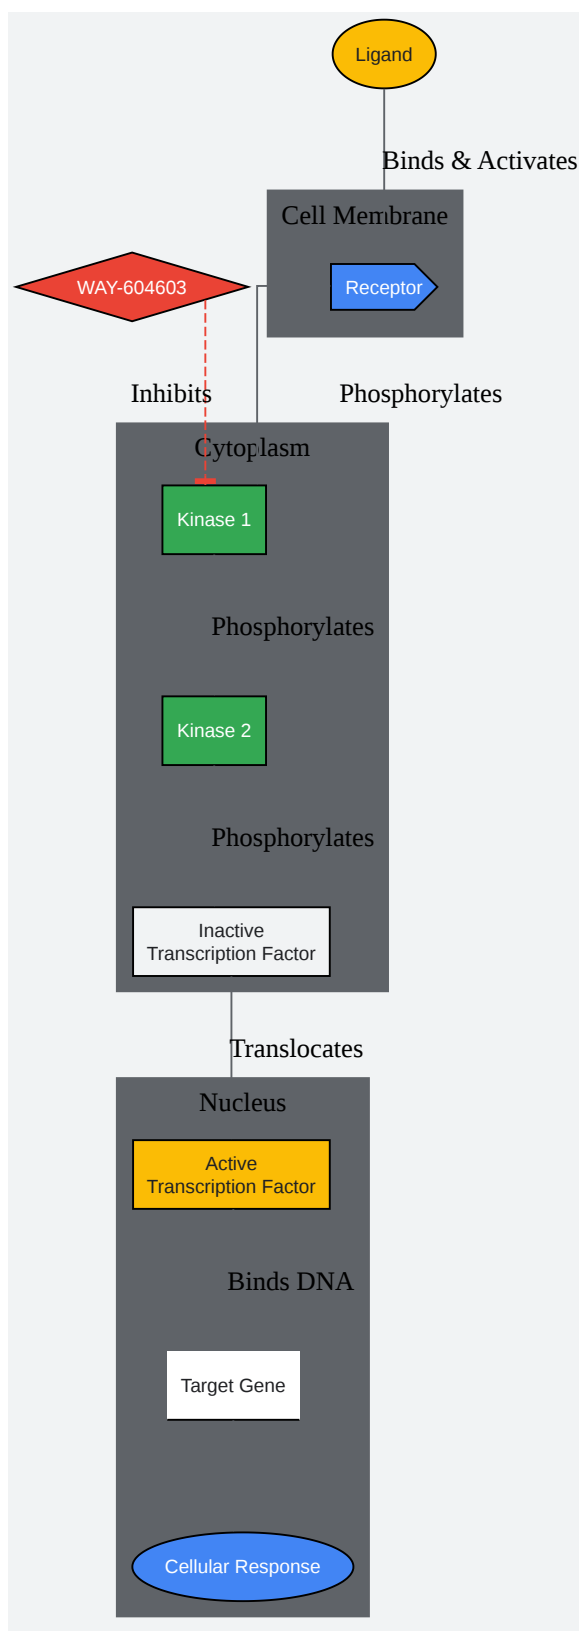 Ligand
Binds & Activates
Cell Membrane
WAY-604603
Receptor
Inhibits
Phosphorylates
Cytoplasm
Kinase 1
Phosphorylates
Kinase 2
Phosphorylates
Inactive
Transcription Factor
Translocates
Nucleus
Active
Transcription Factor
Binds DNA
Target Gene
Cellular Response